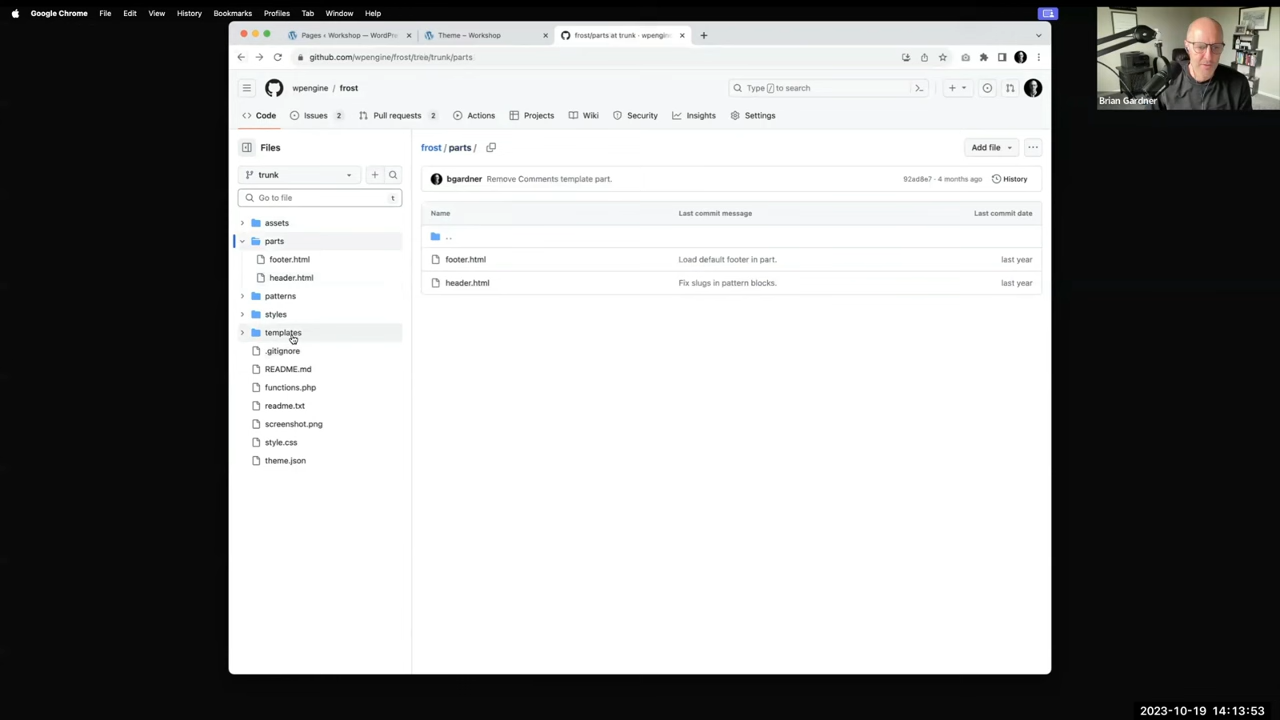 Google Chrome File Edit View History Bookmarks Profiles Tab Window Help
Pages ‹ Workshop — WordPre
Theme – Workshop
frost/parts at trunk · wpengine
github.com/wpengine/frost/tree/trunk/parts
wpengine / frost
Type / to search
Code Issues 2 Pull requests 2 Actions Projects Wiki Security Insights Settings
Files
frost / parts /
Add file
trunk
bgardner Remove Comments template part.
92ad8e7 · 4 months ago History
Go to file t
Name Last commit message Last commit date
..
footer.html Load default footer in part. last year
header.html Fix slugs in pattern blocks. last year
assets
parts
footer.html
header.html
patterns
styles
templates
.gitignore
README.md
functions.php
readme.txt
screenshot.png
style.css
theme.json
Brian Gardner
2023-10-19 14:13:53